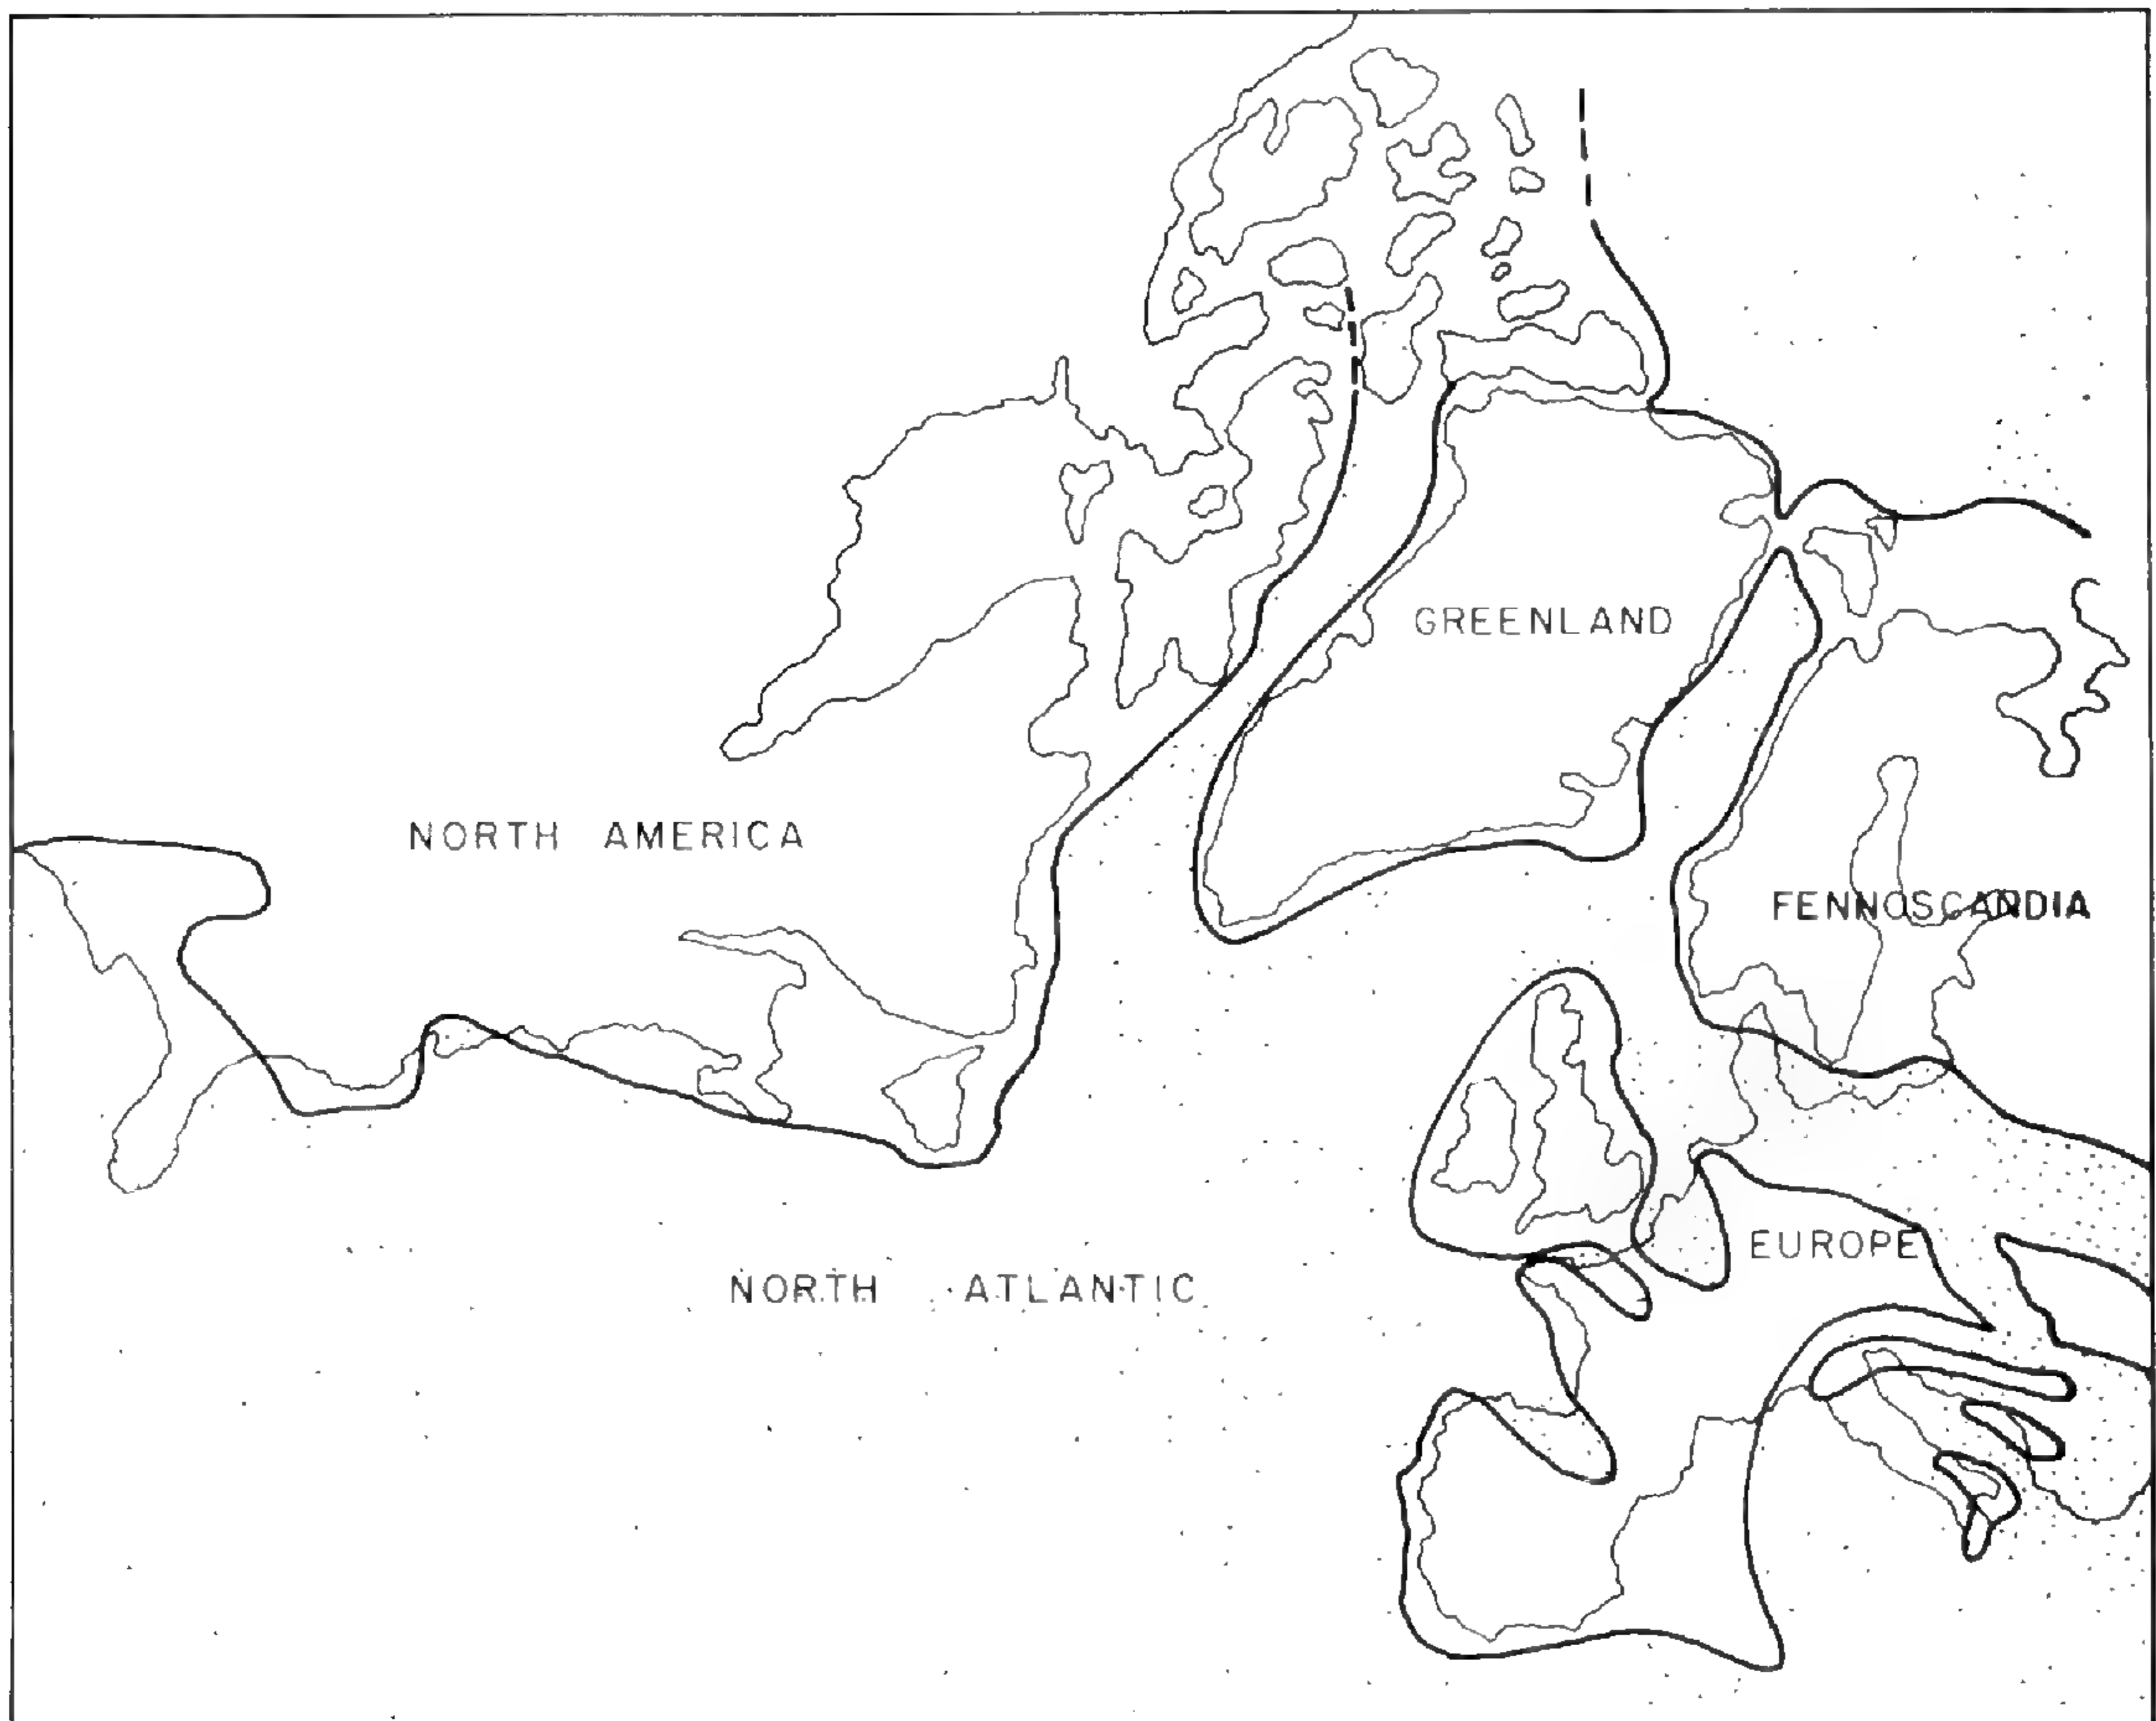 GREENLAND
NORTH AMERICA
FENNOSCANDIA
EUROPE
NORTH ATLANTIC